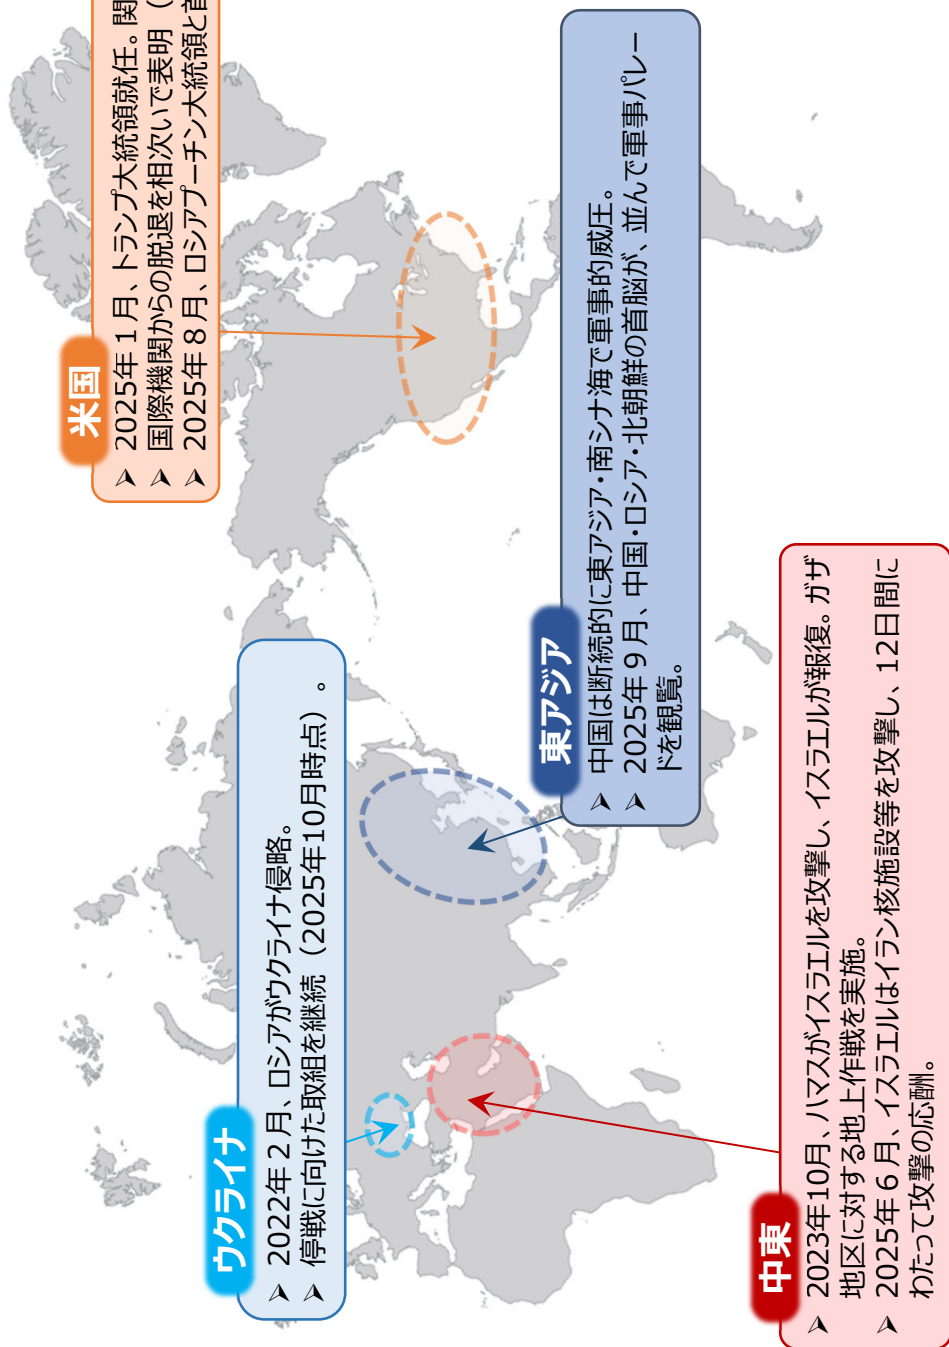 米国
➢ 2025年１月、トランプ大統領就任。関
➢ 国際機関からの脱退を相次いで表明（
➢ 2025年８月、ロシアプーチン大統領と首
ウクライナ
➢ 2022年２月、ロシアがウクライナ侵略。
➢ 停戦に向けた取組を継続（2025年10月時点）。
東アジア
➢ 中国は断続的に東アジア・南シナ海で軍事的威圧。
➢ 2025年９月、中国・ロシア・北朝鮮の首脳が、並んで軍事パレー
ドを観覧。
中東
➢ 2023年10月、ハマスがイスラエルを攻撃し、イスラエルが報復。ガザ
地区に対する地上作戦を実施。
➢ 2025年６月、イスラエルはイラン核施設等を攻撃し、12日間に
わたって攻撃の応酬。